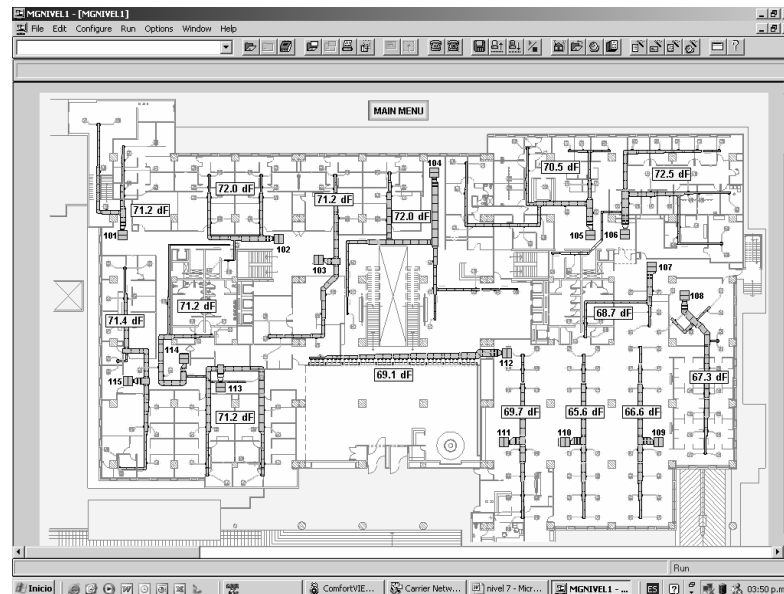 MGNIVEL1 - [MGNIVEL1]
File Edit Configure Run Options Window Help
MAIN MENU
104
70.5 dF
72.5 dF
72.0 dF
71.2 dF
71.2 dF
72.0 dF
101
102
105
106
103
107
71.2 dF
108
71.4 dF
68.7 dF
114
112
69.1 dF
67.3 dF
115
113
71.2 dF
69.7 dF
65.6 dF
66.6 dF
111
110
109
Run
Inicio
ComfortVIE...
Carrier Netw...
nivel 7 - Micr...
MGNIVEL1 - ...
ES
03:50 p.m.